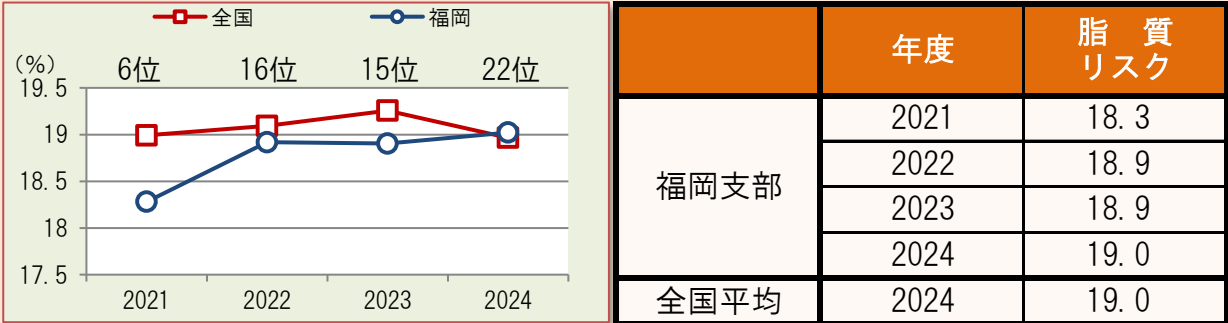 全国 福岡
(%) 6位 16位 15位 22位
19.5
19
18.5
18
17.5
2021 2022 2023 2024
年度 脂 質
リスク
福岡支部
2021 18.3
2022 18.9
2023 18.9
2024 19.0
全国平均 2024 19.0